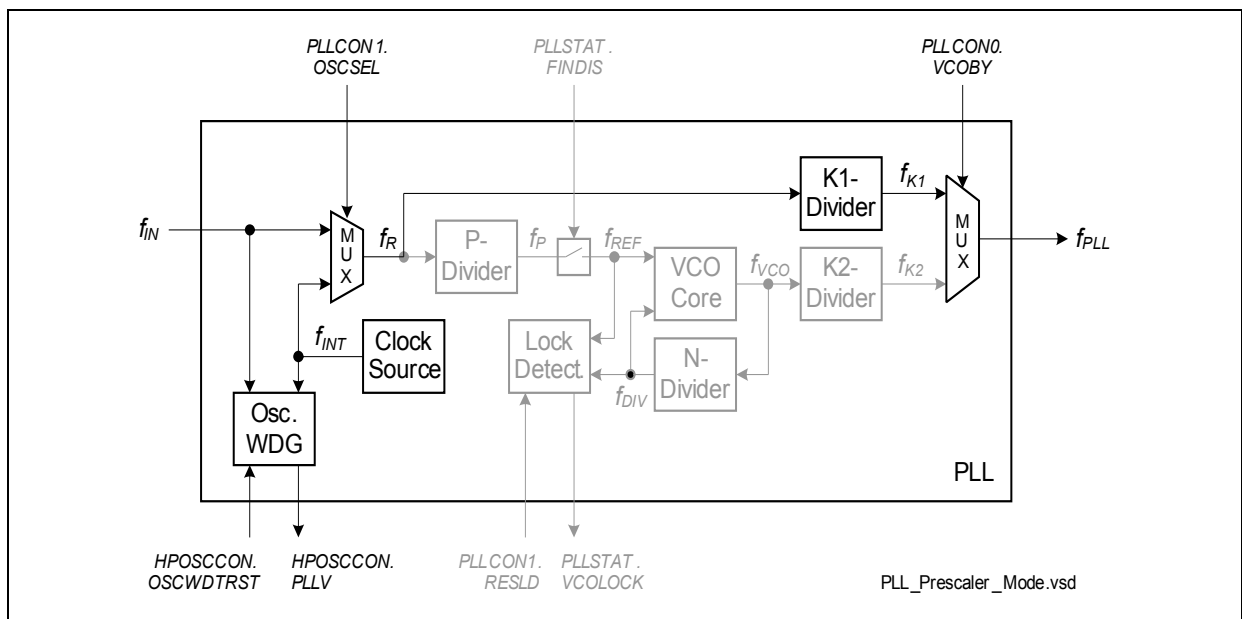 PLLCON1.
OSCSEL
PLLSTAT.
FINDIS
PLLCON0.
VCOBY
fIN
MUX
fR
P-
Divider
fP
fREF
VCO
Core
fVCO
K2-
Divider
fK2
K1-
Divider
fK1
MUX
fPLL
fINT
Clock
Source
Lock
Detect.
fDIV
N-
Divider
Osc.
WDG
PLL
HPOSCCON.
OSCWDTRST
HPOSCCON.
PLLV
PLLCON1.
RESLD
PLLSTAT.
VCOLOCK
PLL_Prescaler_Mode.vsd